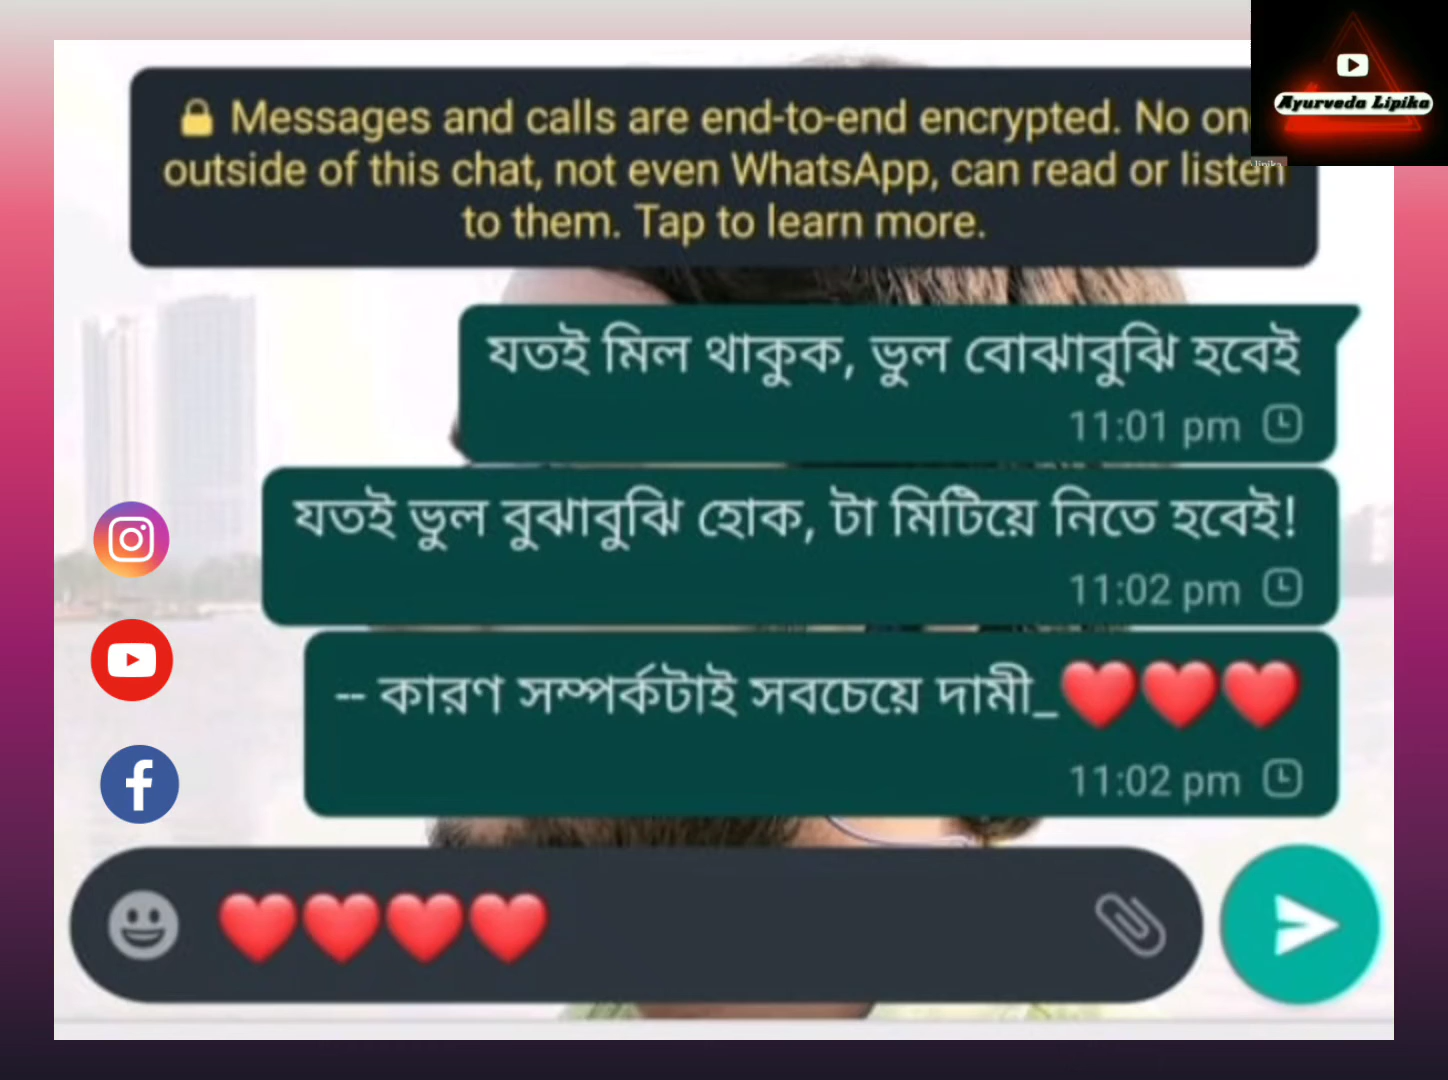 Ayurveda Lipika
🔒 Messages and calls are end-to-end encrypted. No one
outside of this chat, not even WhatsApp, can read or listen
to them. Tap to learn more.
যতই মিল থাকুক, ভুল বোঝাবুঝি হবেই
11:01 pm
যতই ভুল বুঝাবুঝি হোক, টা মিটিয়ে নিতে হবেই!
11:02 pm
-- কারণ সম্পর্কটাই সবচেয়ে দামী_❤️❤️❤️
11:02 pm
❤️❤️❤️❤️